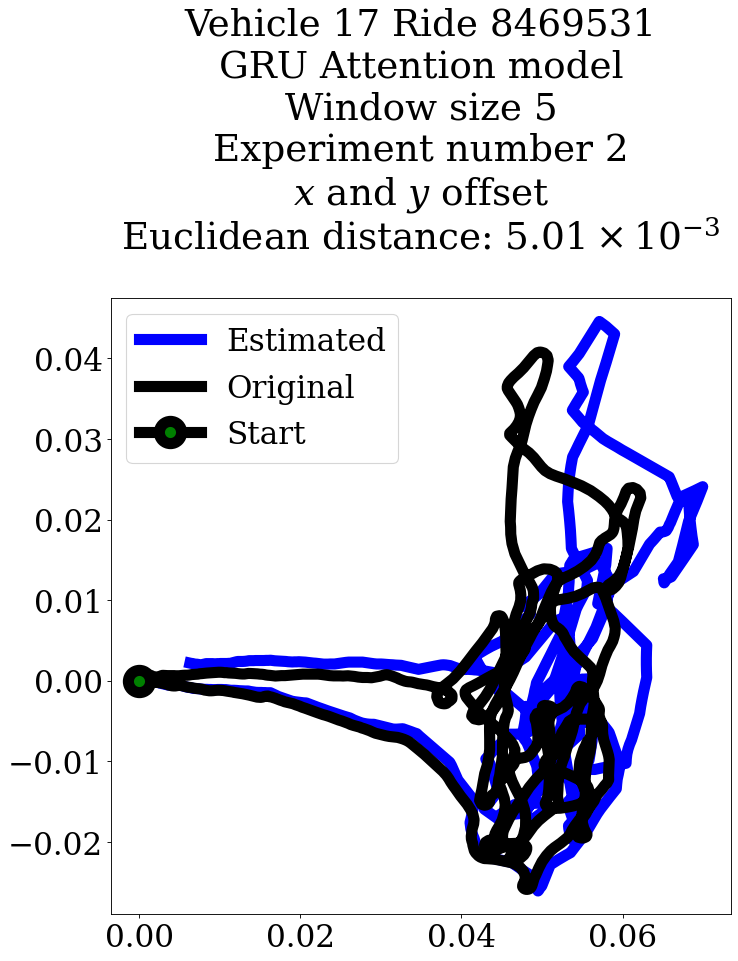 Vehicle 17 Ride 8469531
GRU Attention model
Window size 5
Experiment number 2
x and y offset
Euclidean distance: 5.01 × 10⁻³
Estimated
Original
Start
0.04
0.03
0.02
0.01
0.00
−0.01
−0.02
0.00 0.02 0.04 0.06